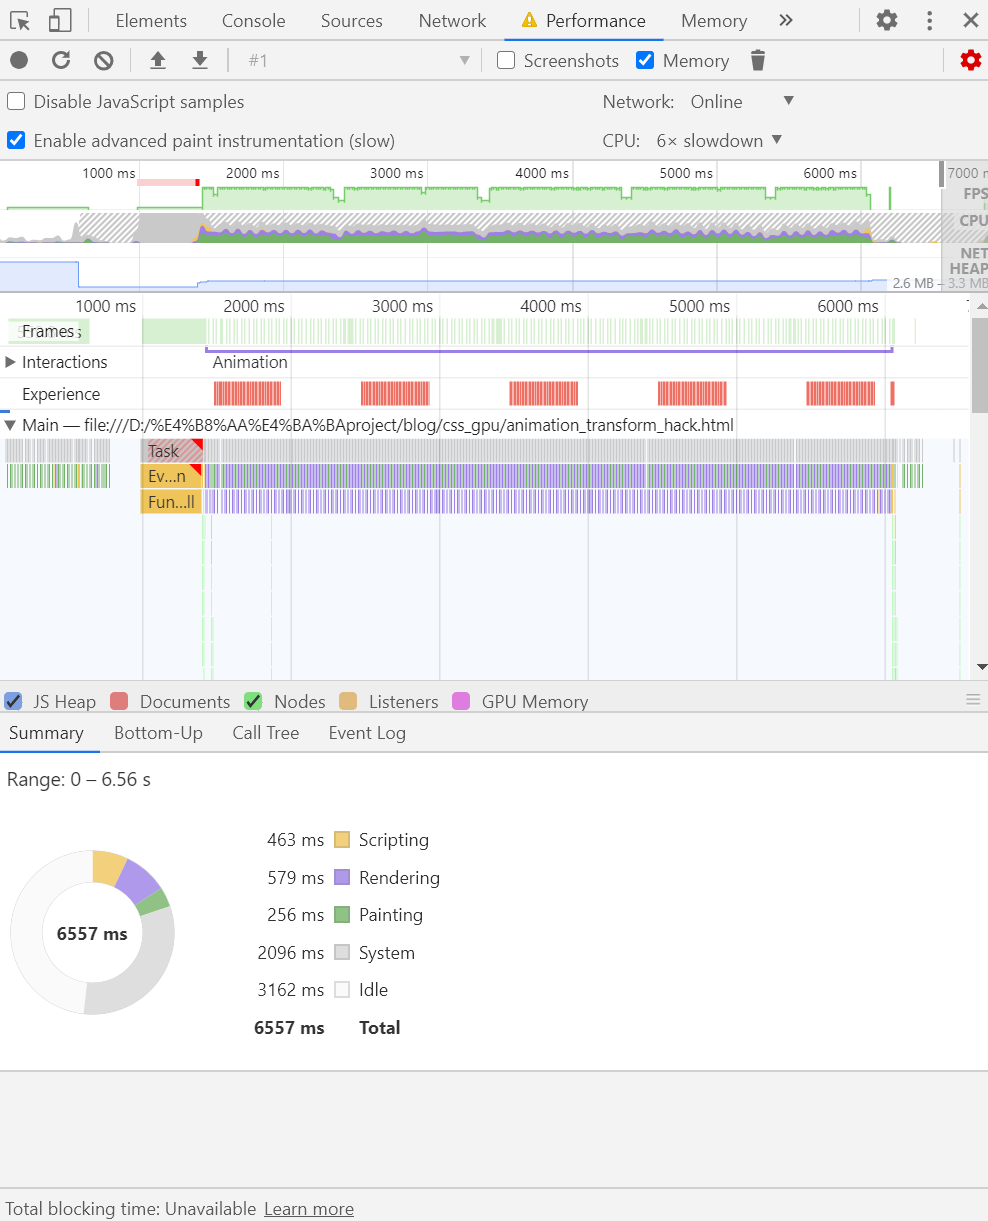 Elements Console Sources Network Performance Memory »
#1 Screenshots Memory
Disable JavaScript samples Network: Online
Enable advanced paint instrumentation (slow) CPU: 6× slowdown
1000 ms 2000 ms 3000 ms 4000 ms 5000 ms 6000 ms 7000 m
FPS
CPU
NET
HEAP
2.6 MB – 3.3 MB
1000 ms 2000 ms 3000 ms 4000 ms 5000 ms 6000 ms
Frames
Interactions Animation
Experience
Main — file:///D:/%E4%B8%AA%E4%BA%BAproject/blog/css_gpu/animation_transform_hack.html
Task
Ev…n
Fun…ll
JS Heap Documents Nodes Listeners GPU Memory
Summary Bottom-Up Call Tree Event Log
Range: 0 – 6.56 s
463 ms Scripting
579 ms Rendering
256 ms Painting
6557 ms
2096 ms System
3162 ms Idle
6557 ms Total
Total blocking time: Unavailable Learn more